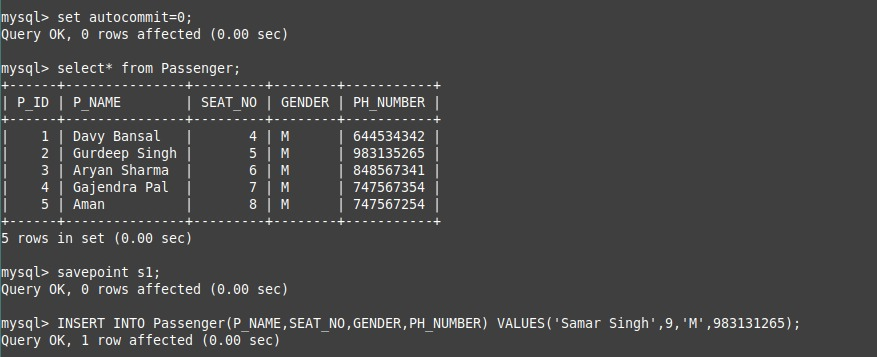 mysql> set autocommit=0;
Query OK, 0 rows affected (0.00 sec)
mysql> select* from Passenger;
+------+---------------+---------+--------+-----------+
| P_ID | P_NAME        | SEAT_NO | GENDER | PH_NUMBER |
+------+---------------+---------+--------+-----------+
|    1 | Davy Bansal   |       4 | M      | 644534342 |
|    2 | Gurdeep Singh |       5 | M      | 983135265 |
|    3 | Aryan Sharma  |       6 | M      | 848567341 |
|    4 | Gajendra Pal  |       7 | M      | 747567354 |
|    5 | Aman          |       8 | M      | 747567254 |
+------+---------------+---------+--------+-----------+
5 rows in set (0.00 sec)
mysql> savepoint s1;
Query OK, 0 rows affected (0.00 sec)
mysql> INSERT INTO Passenger(P_NAME,SEAT_NO,GENDER,PH_NUMBER) VALUES('Samar Singh',9,'M',983131265);
Query OK, 1 row affected (0.00 sec)